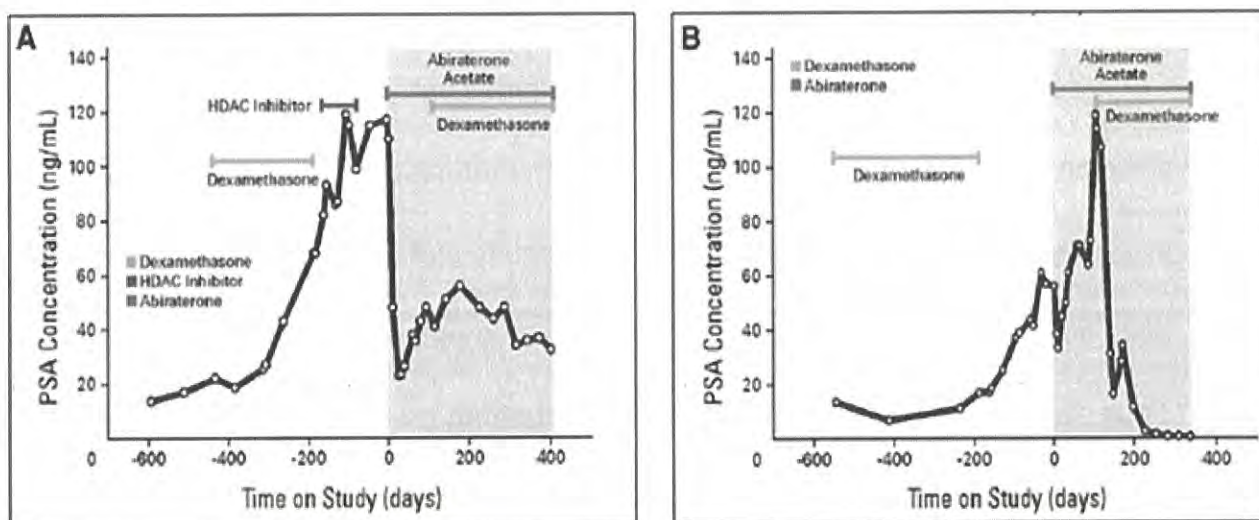 A
PSA Concentration (ng/mL)
140
120
100
80
60
40
20
0
-600
-400
-200
0
200
400
Time on Study (days)
Abiraterone
Acetate
HDAC Inhibitor
Dexamethasone
Dexamethasone
Dexamethasone
HDAC Inhibitor
Abiraterone
B
PSA Concentration (ng/mL)
140
120
100
80
60
40
20
0
-600
-400
-200
0
200
400
Time on Study (days)
Dexamethasone
Abiraterone
Abiraterone
Acetate
Dexamethasone
Dexamethasone